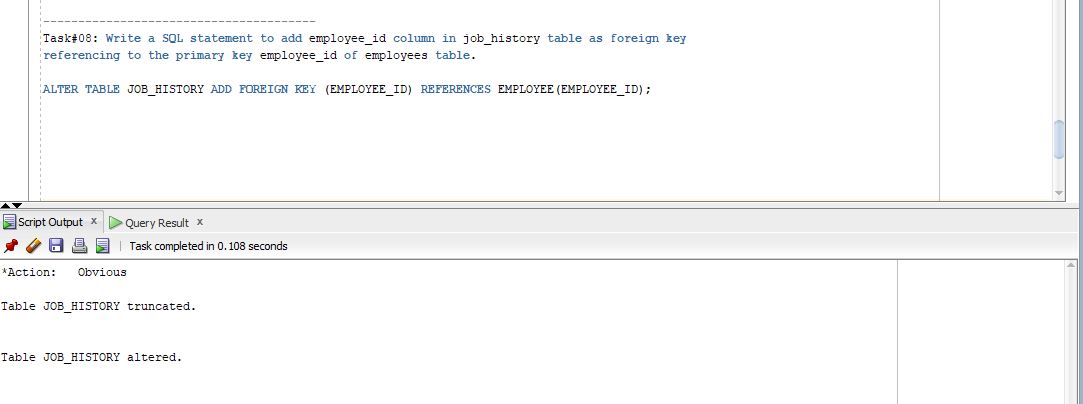 ---------------------------------------
Task#08: Write a SQL statement to add employee_id column in job_history table as foreign key
referencing to the primary key employee_id of employees table.
ALTER TABLE JOB_HISTORY ADD FOREIGN KEY (EMPLOYEE_ID) REFERENCES EMPLOYEE(EMPLOYEE_ID);
Script Output x Query Result x
Task completed in 0.108 seconds
*Action: Obvious
Table JOB_HISTORY truncated.
Table JOB_HISTORY altered.